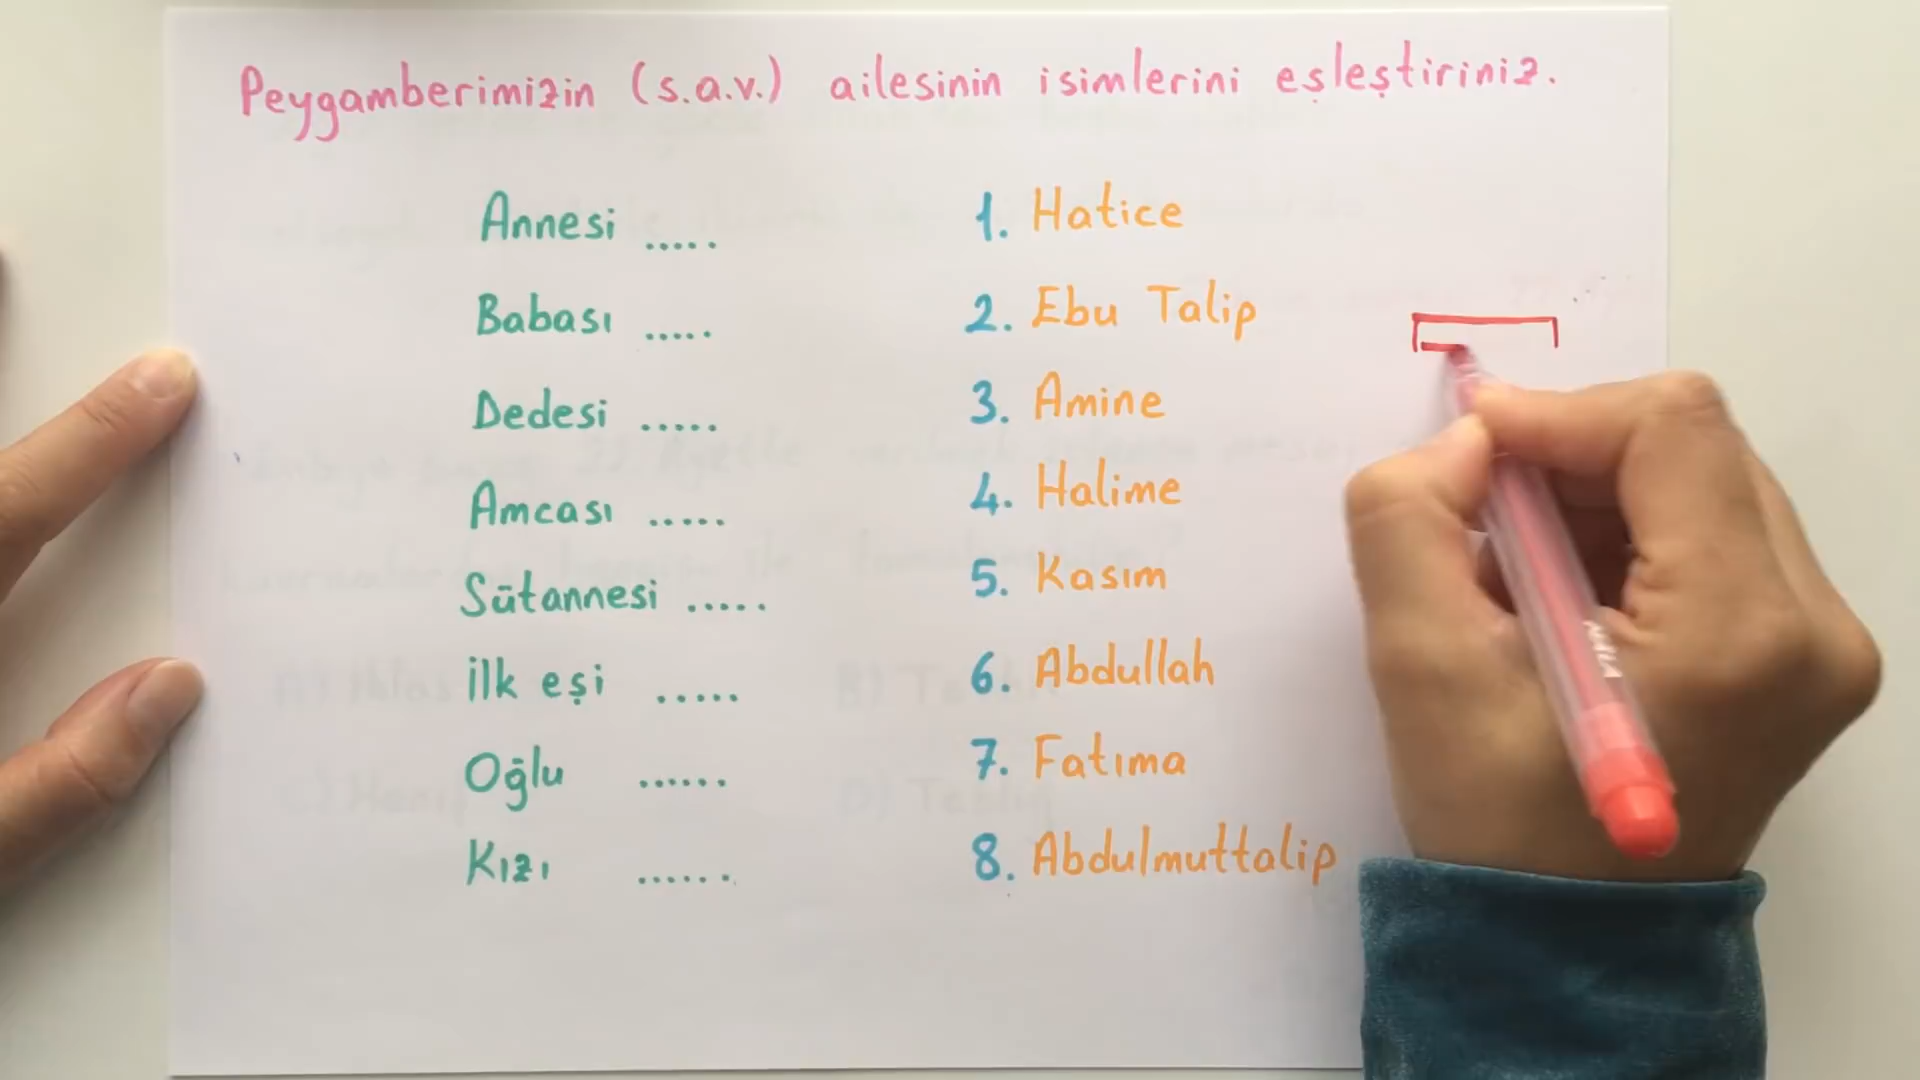 Peygamberimizin (s.a.v.) ailesinin isimlerini eşleştiriniz.
Annesi .....
Babası .....
Dedesi .....
Amcası .....
Sütannesi .....
İlk eşi .....
Oğlu ......
Kızı ......
1. Hatice
2. Ebu Talip
3. Amine
4. Halime
5. Kasım
6. Abdullah
7. Fatıma
8. Abdulmuttalip